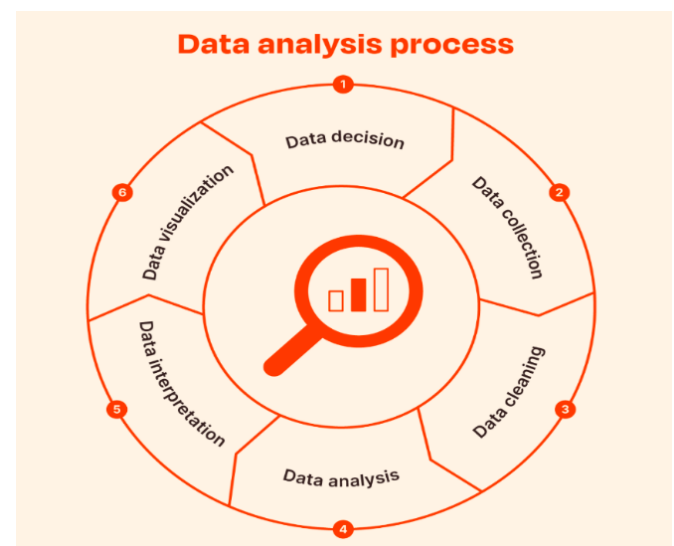 Data analysis process
1
Data decision
2
Data collection
3
Data cleaning
4
Data analysis
5
Data interpretation
6
Data visualization